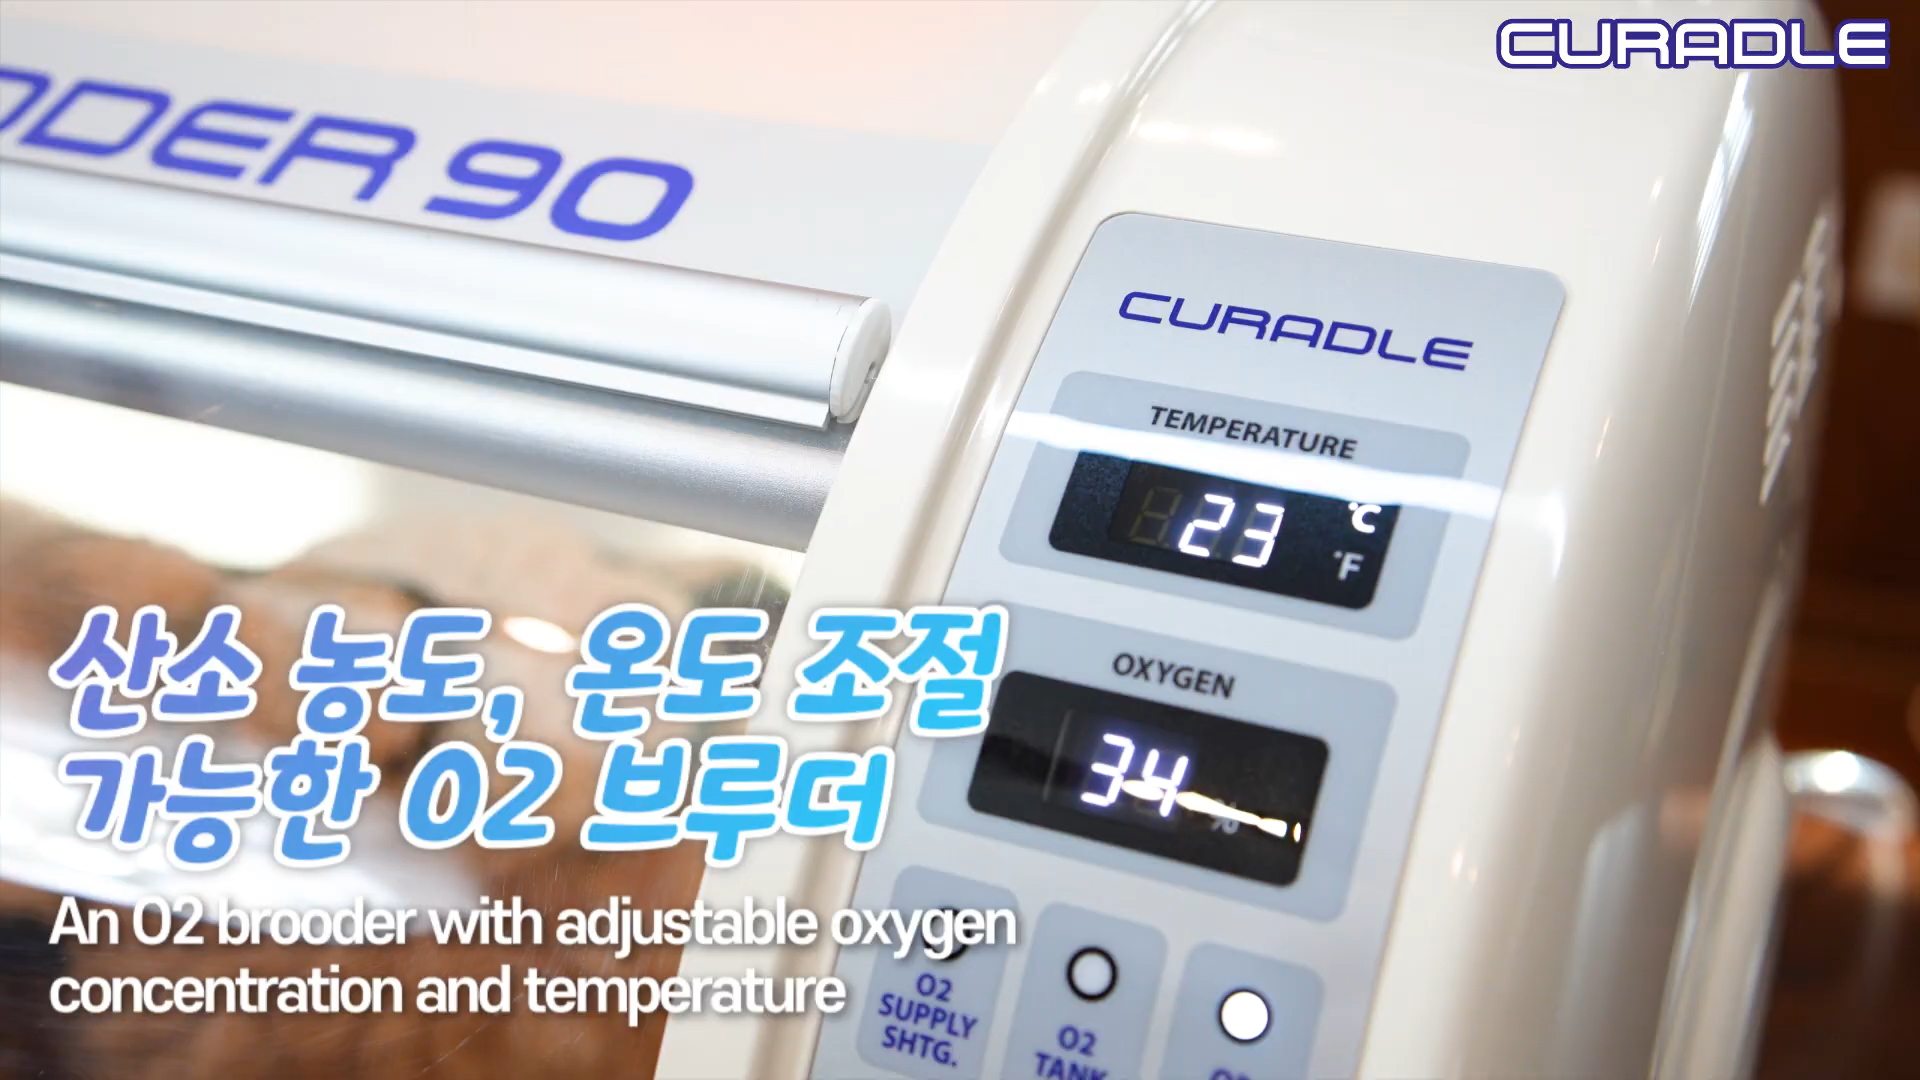 CURADLE
DER 90
CURADLE
TEMPERATURE
23 °C
°F
OXYGEN
34 %
산소 농도, 온도 조절
가능한 O2 브루더
An O2 brooder with adjustable oxygen
concentration and temperature
O2
SUPPLY
SHTG.
O2
TANK